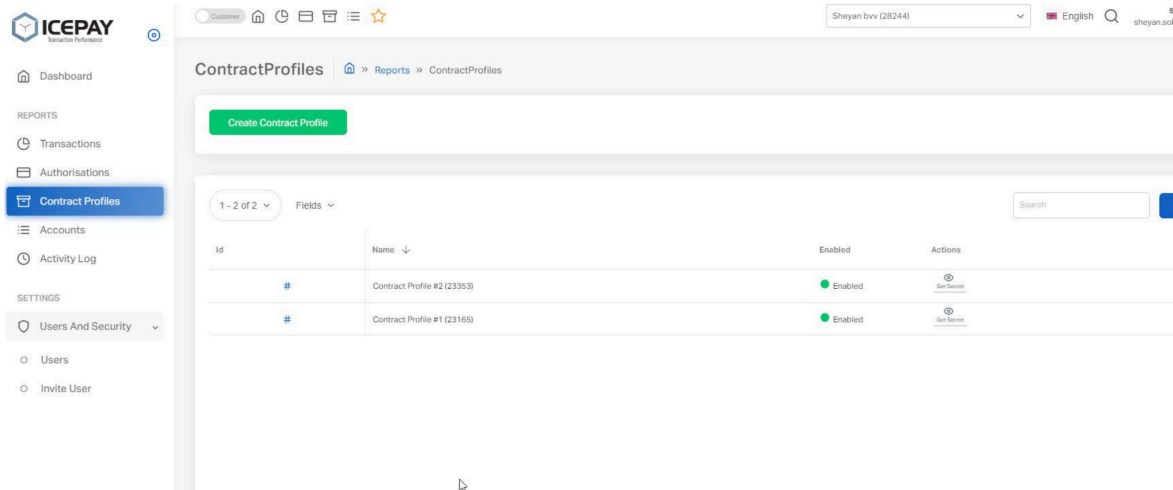 ICEPAY
Transaction Performance
Customer
Sheyan bvv (28244)
English
S
sheyan.sol
Dashboard
ContractProfiles
» Reports » ContractProfiles
REPORTS
Create Contract Profile
Transactions
Authorisations
Contract Profiles
Accounts
Activity Log
1 - 2 of 2
Fields
Search
Id
Name
Enabled
Actions
#
Contract Profile #2 (23353)
Enabled
Get Secret
#
Contract Profile #1 (23165)
Enabled
Get Secret
SETTINGS
Users And Security
Users
Invite User